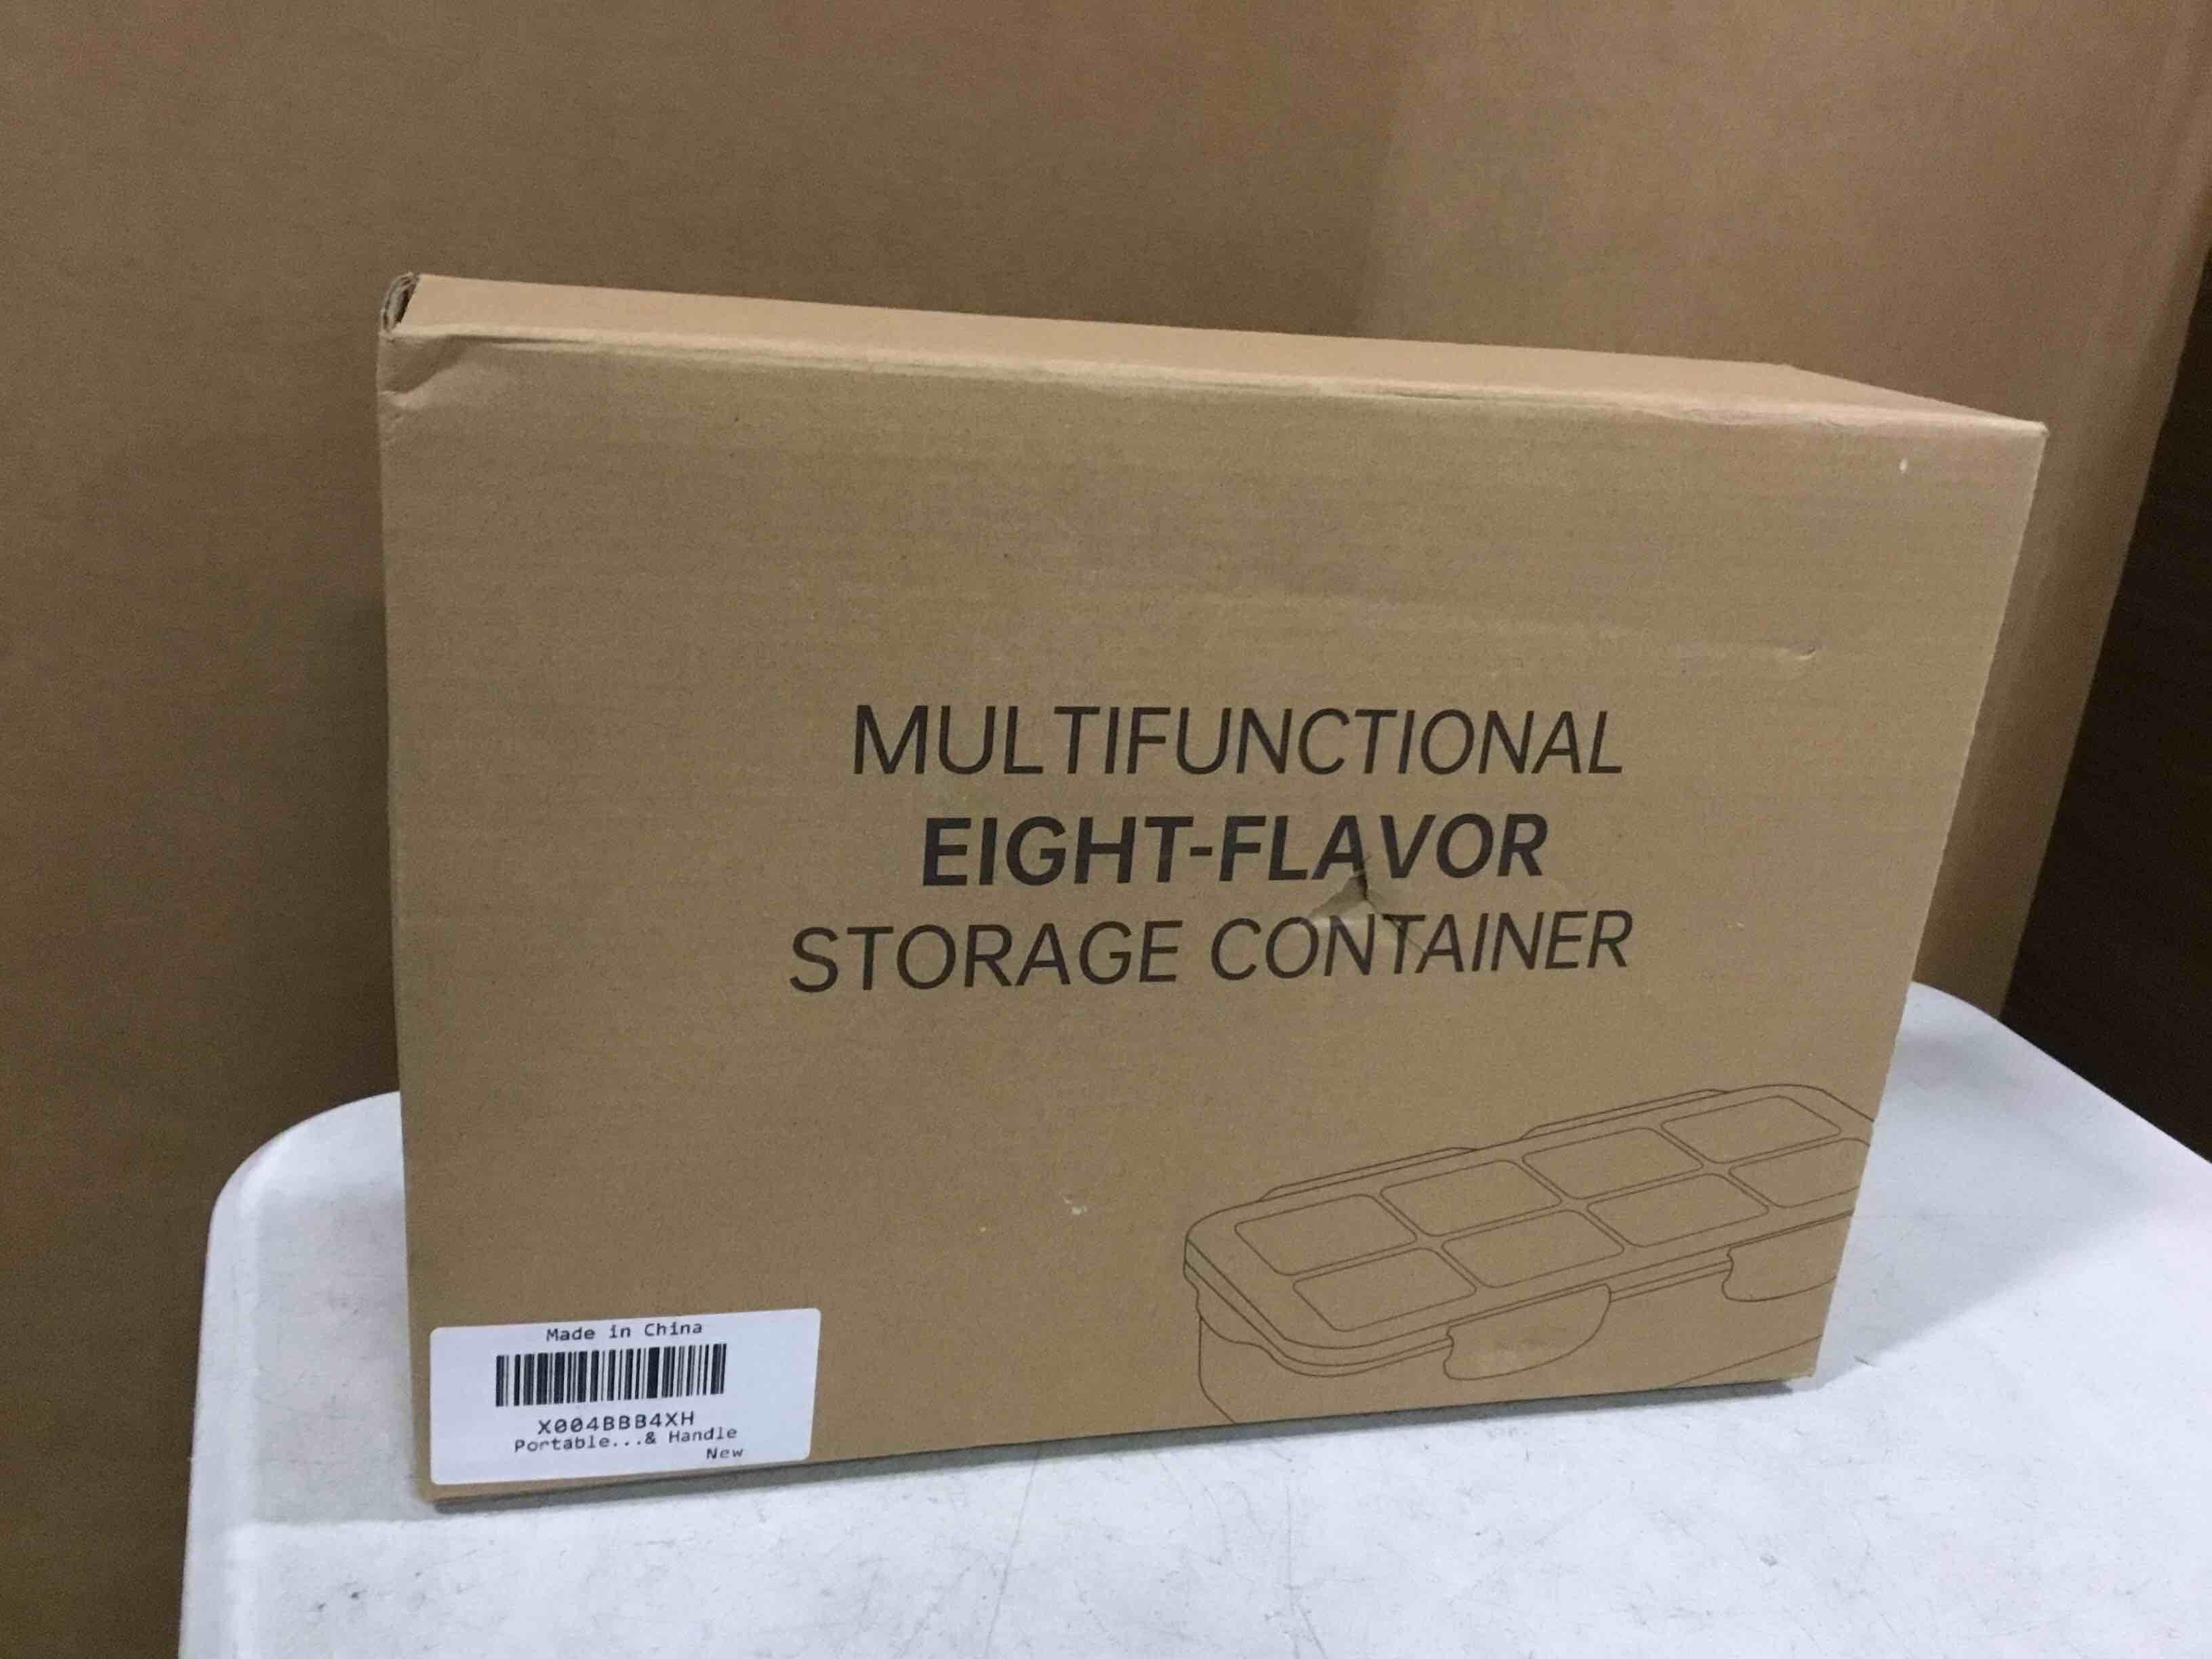 MULTIFUNCTIONAL
EIGHT-FLAVOR
STORAGE CONTAINER
Made in China
X004BBB4XH
Portable...& Handle
New